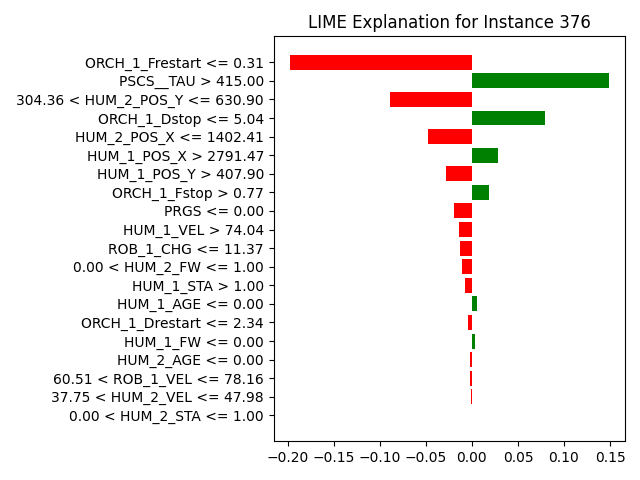 LIME Explanation for Instance 376
ORCH_1_Frestart <= 0.31
PSCS__TAU > 415.00
304.36 < HUM_2_POS_Y <= 630.90
ORCH_1_Dstop <= 5.04
HUM_2_POS_X <= 1402.41
HUM_1_POS_X > 2791.47
HUM_1_POS_Y > 407.90
ORCH_1_Fstop > 0.77
PRGS <= 0.00
HUM_1_VEL > 74.04
ROB_1_CHG <= 11.37
0.00 < HUM_2_FW <= 1.00
HUM_1_STA > 1.00
HUM_1_AGE <= 0.00
ORCH_1_Drestart <= 2.34
HUM_1_FW <= 0.00
HUM_2_AGE <= 0.00
60.51 < ROB_1_VEL <= 78.16
37.75 < HUM_2_VEL <= 47.98
0.00 < HUM_2_STA <= 1.00
−0.20 −0.15 −0.10 −0.05 0.00 0.05 0.10 0.15